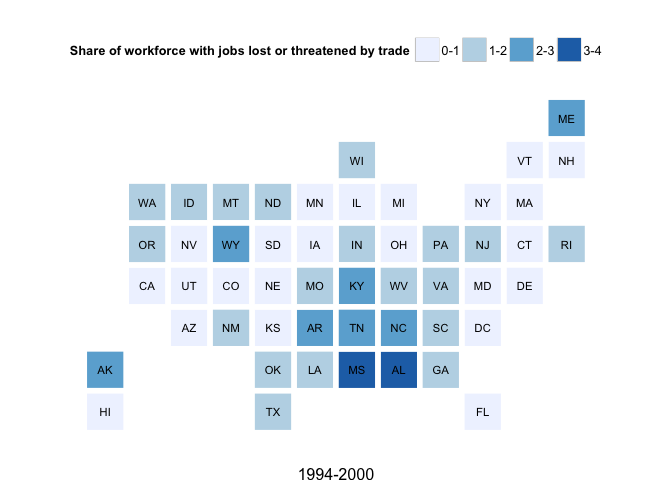 Share of workforce with jobs lost or threatened by trade 0-1 1-2 2-3 3-4
ME
WI VT NH
WA ID MT ND MN IL MI NY MA
OR NV WY SD IA IN OH PA NJ CT RI
CA UT CO NE MO KY WV VA MD DE
AZ NM KS AR TN NC SC DC
AK OK LA MS AL GA
HI TX FL
1994-2000